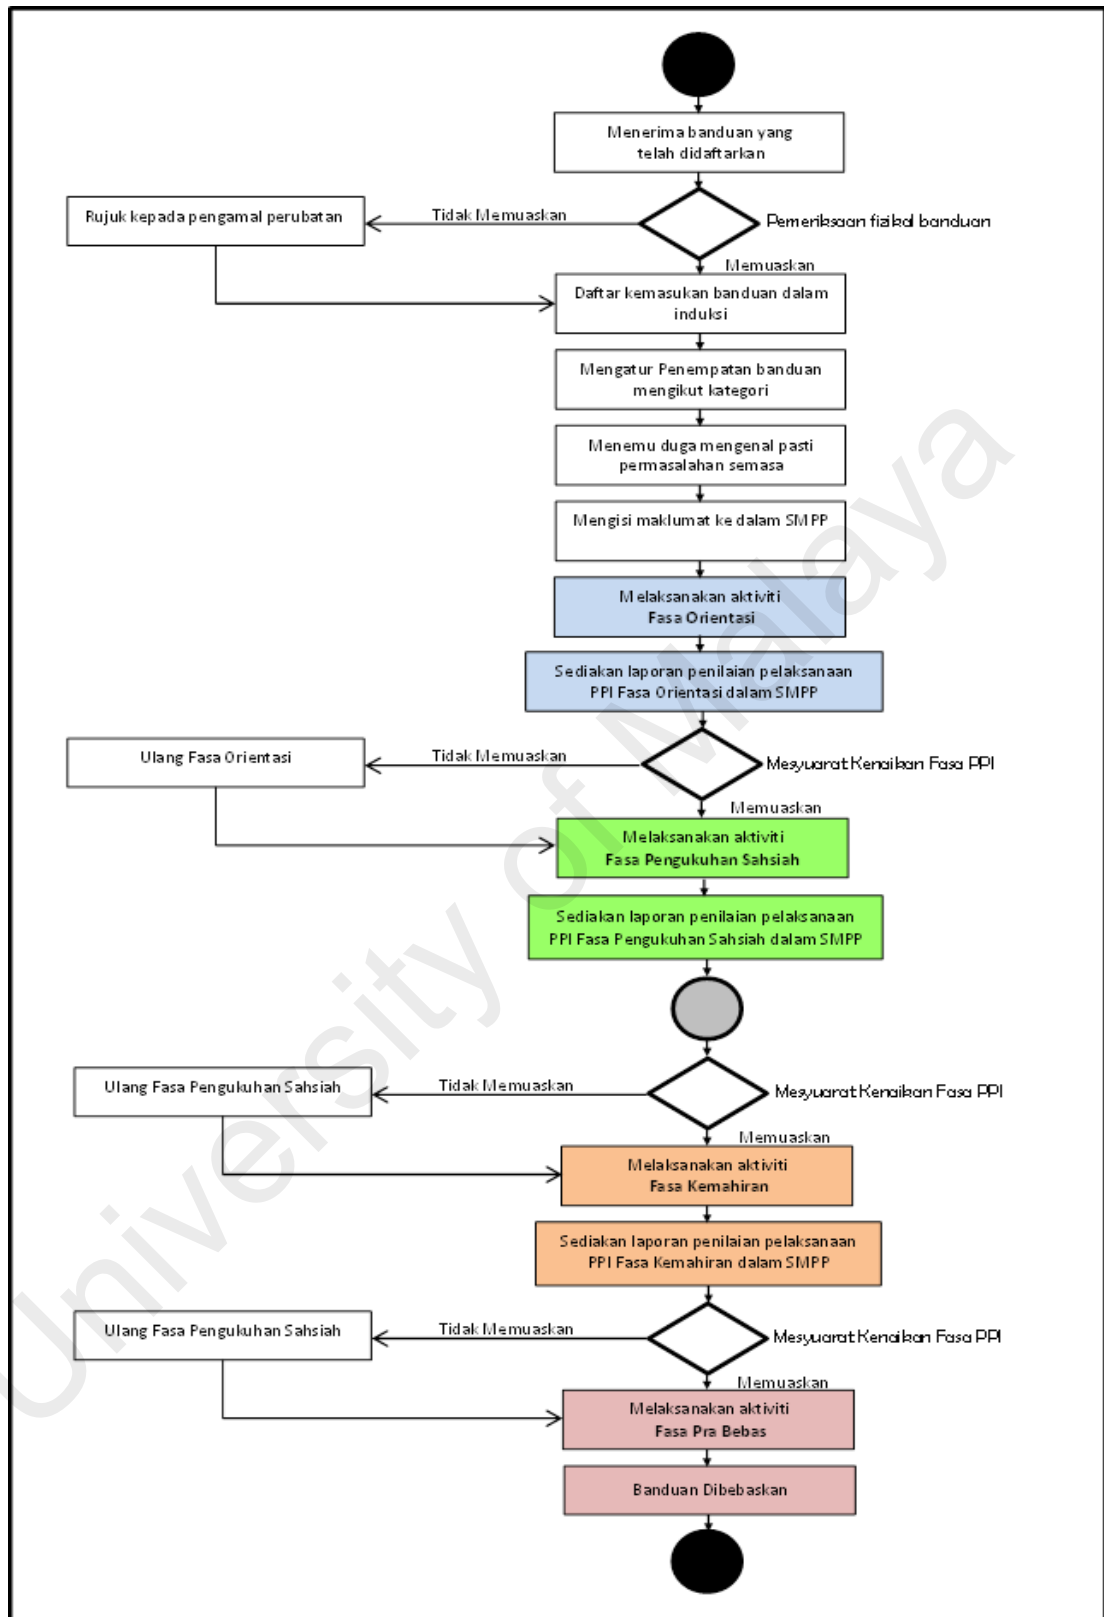 Menerima banduan yang
telah didaftarkan
Rujuk kepada pengamal perubatan
Tidak Memuaskan
Pemeriksaan fizikal banduan
Memuaskan
Daftar kemasukan banduan dalam
induksi
Mengatur Penempatan banduan
mengikut kategori
Menemu duga mengenal pasti
permasalahan semasa
Mengisi maklumat ke dalam SMPP
Melaksanakan aktiviti
Fasa Orientasi
Sediakan laporan penilaian pelaksanaan
PPI Fasa Orientasi dalam SMPP
Ulang Fasa Orientasi
Tidak Memuaskan
Mesyuarat Kenaikan Fasa PPI
Memuaskan
Melaksanakan aktiviti
Fasa Pengukuhan Sahsiah
Sediakan laporan penilaian pelaksanaan
PPI Fasa Pengukuhan Sahsiah dalam SMPP
Ulang Fasa Pengukuhan Sahsiah
Tidak Memuaskan
Mesyuarat Kenaikan Fasa PPI
Memuaskan
Melaksanakan aktiviti
Fasa Kemahiran
Sediakan laporan penilaian pelaksanaan
PPI Fasa Kemahiran dalam SMPP
Ulang Fasa Pengukuhan Sahsiah
Tidak Memuaskan
Mesyuarat Kenaikan Fasa PPI
Memuaskan
Melaksanakan aktiviti
Fasa Pra Bebas
Banduan Dibebaskan
University of Malaya